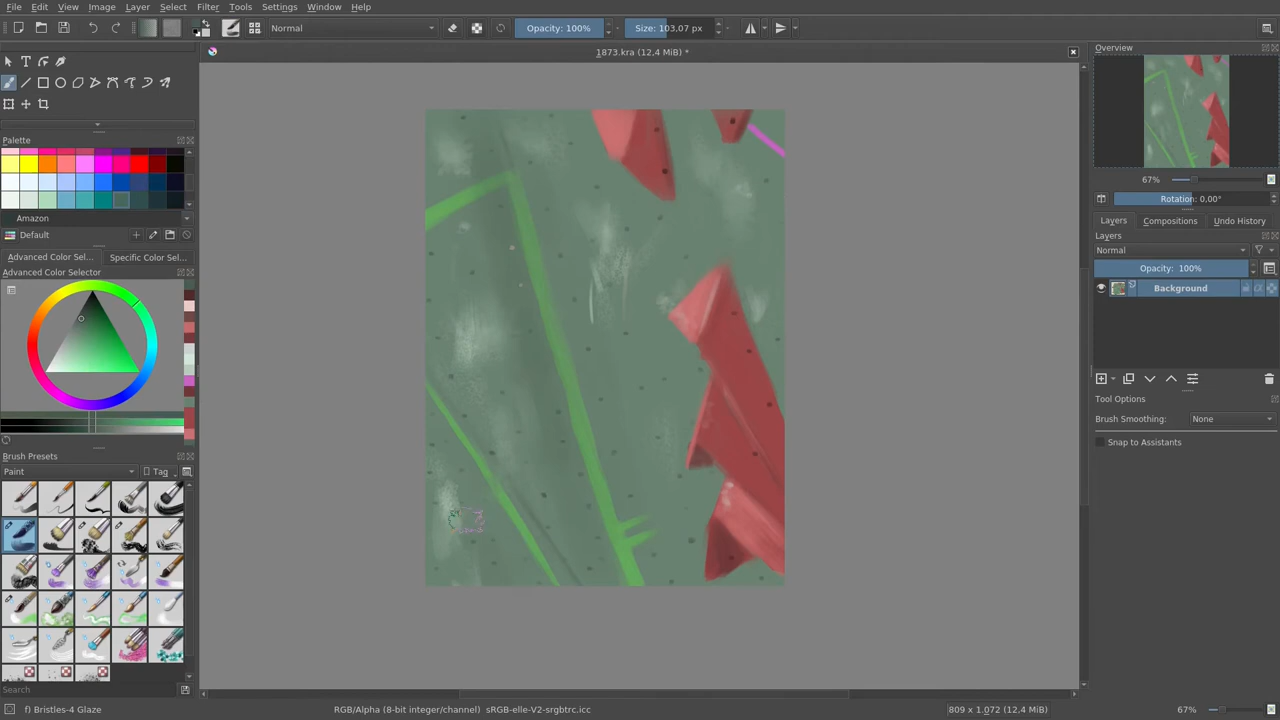 File Edit View Image Layer Select Filter Tools Settings Window Help
Normal Opacity: 100% Size: 103,07 px
1873.kra (12,4 MiB) *
Palette
Amazon
Default
Advanced Color Sel... Specific Color Sel...
Advanced Color Selector
Brush Presets
Paint Tag
Search
f) Bristles-4 Glaze RGB/Alpha (8-bit integer/channel) sRGB-elle-V2-srgbtrc.icc 809 x 1.072 (12,4 MiB) 67%
Overview
67%
Rotation: 0,00°
Layers Compositions Undo History
Layers
Normal
Opacity: 100%
Background
Tool Options
Brush Smoothing: None
Snap to Assistants